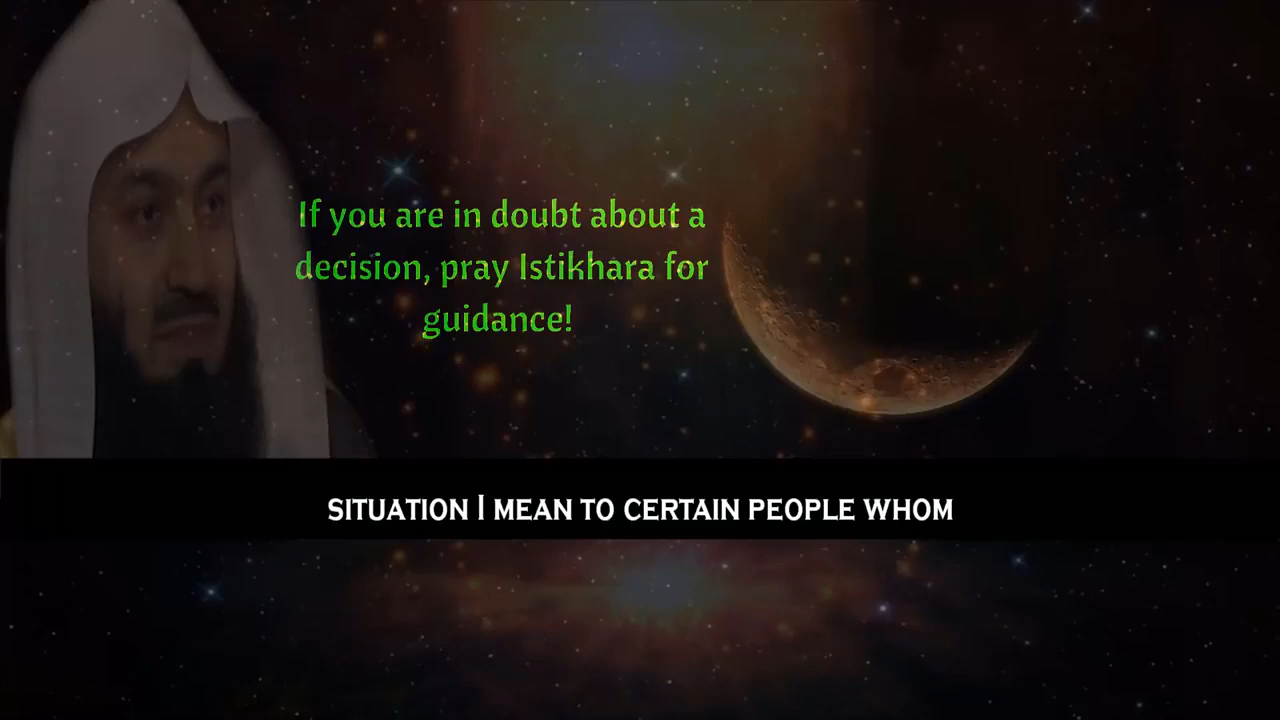 If you are in doubt about a
decision, pray Istikhara for
guidance!
SITUATION I MEAN TO CERTAIN PEOPLE WHOM